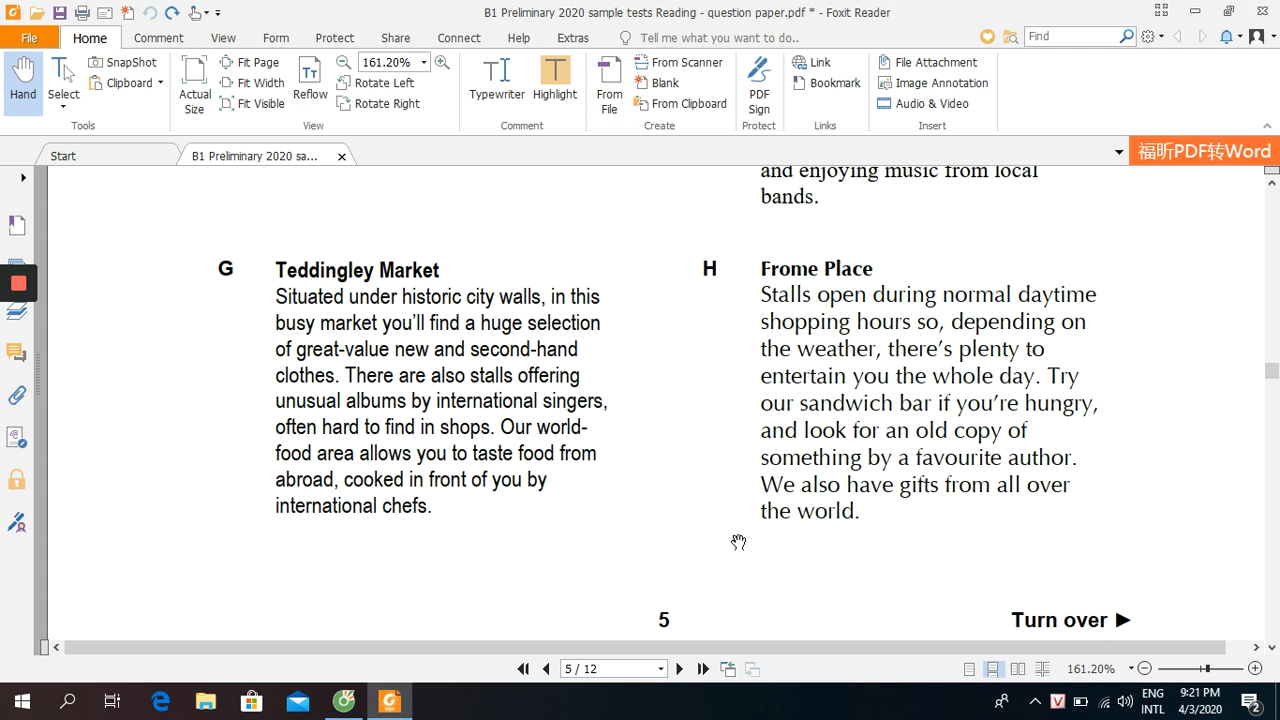 B1 Preliminary 2020 sample tests Reading - question paper.pdf * - Foxit Reader
File Home Comment View Form Protect Share Connect Help Extras Tell me what you want to do.. Find
Hand
Select
SnapShot
Clipboard
Tools
Actual Size
Fit Page
Fit Width
Fit Visible
Reflow
161.20%
Rotate Left
Rotate Right
View
Typewriter
Highlight
Comment
From File
From Scanner
Blank
From Clipboard
Create
PDF Sign
Protect
Link
Bookmark
Links
File Attachment
Image Annotation
Audio & Video
Insert
Start
B1 Preliminary 2020 sa...
福昕PDF转Word
and enjoying music from local
bands.
G Teddingley Market
Situated under historic city walls, in this
busy market you'll find a huge selection
of great-value new and second-hand
clothes. There are also stalls offering
unusual albums by international singers,
often hard to find in shops. Our world-
food area allows you to taste food from
abroad, cooked in front of you by
international chefs.
H Frome Place
Stalls open during normal daytime
shopping hours so, depending on
the weather, there's plenty to
entertain you the whole day. Try
our sandwich bar if you're hungry,
and look for an old copy of
something by a favourite author.
We also have gifts from all over
the world.
5
Turn over ►
5 / 12
161.20%
ENG
INTL
9:21 PM
4/3/2020
2